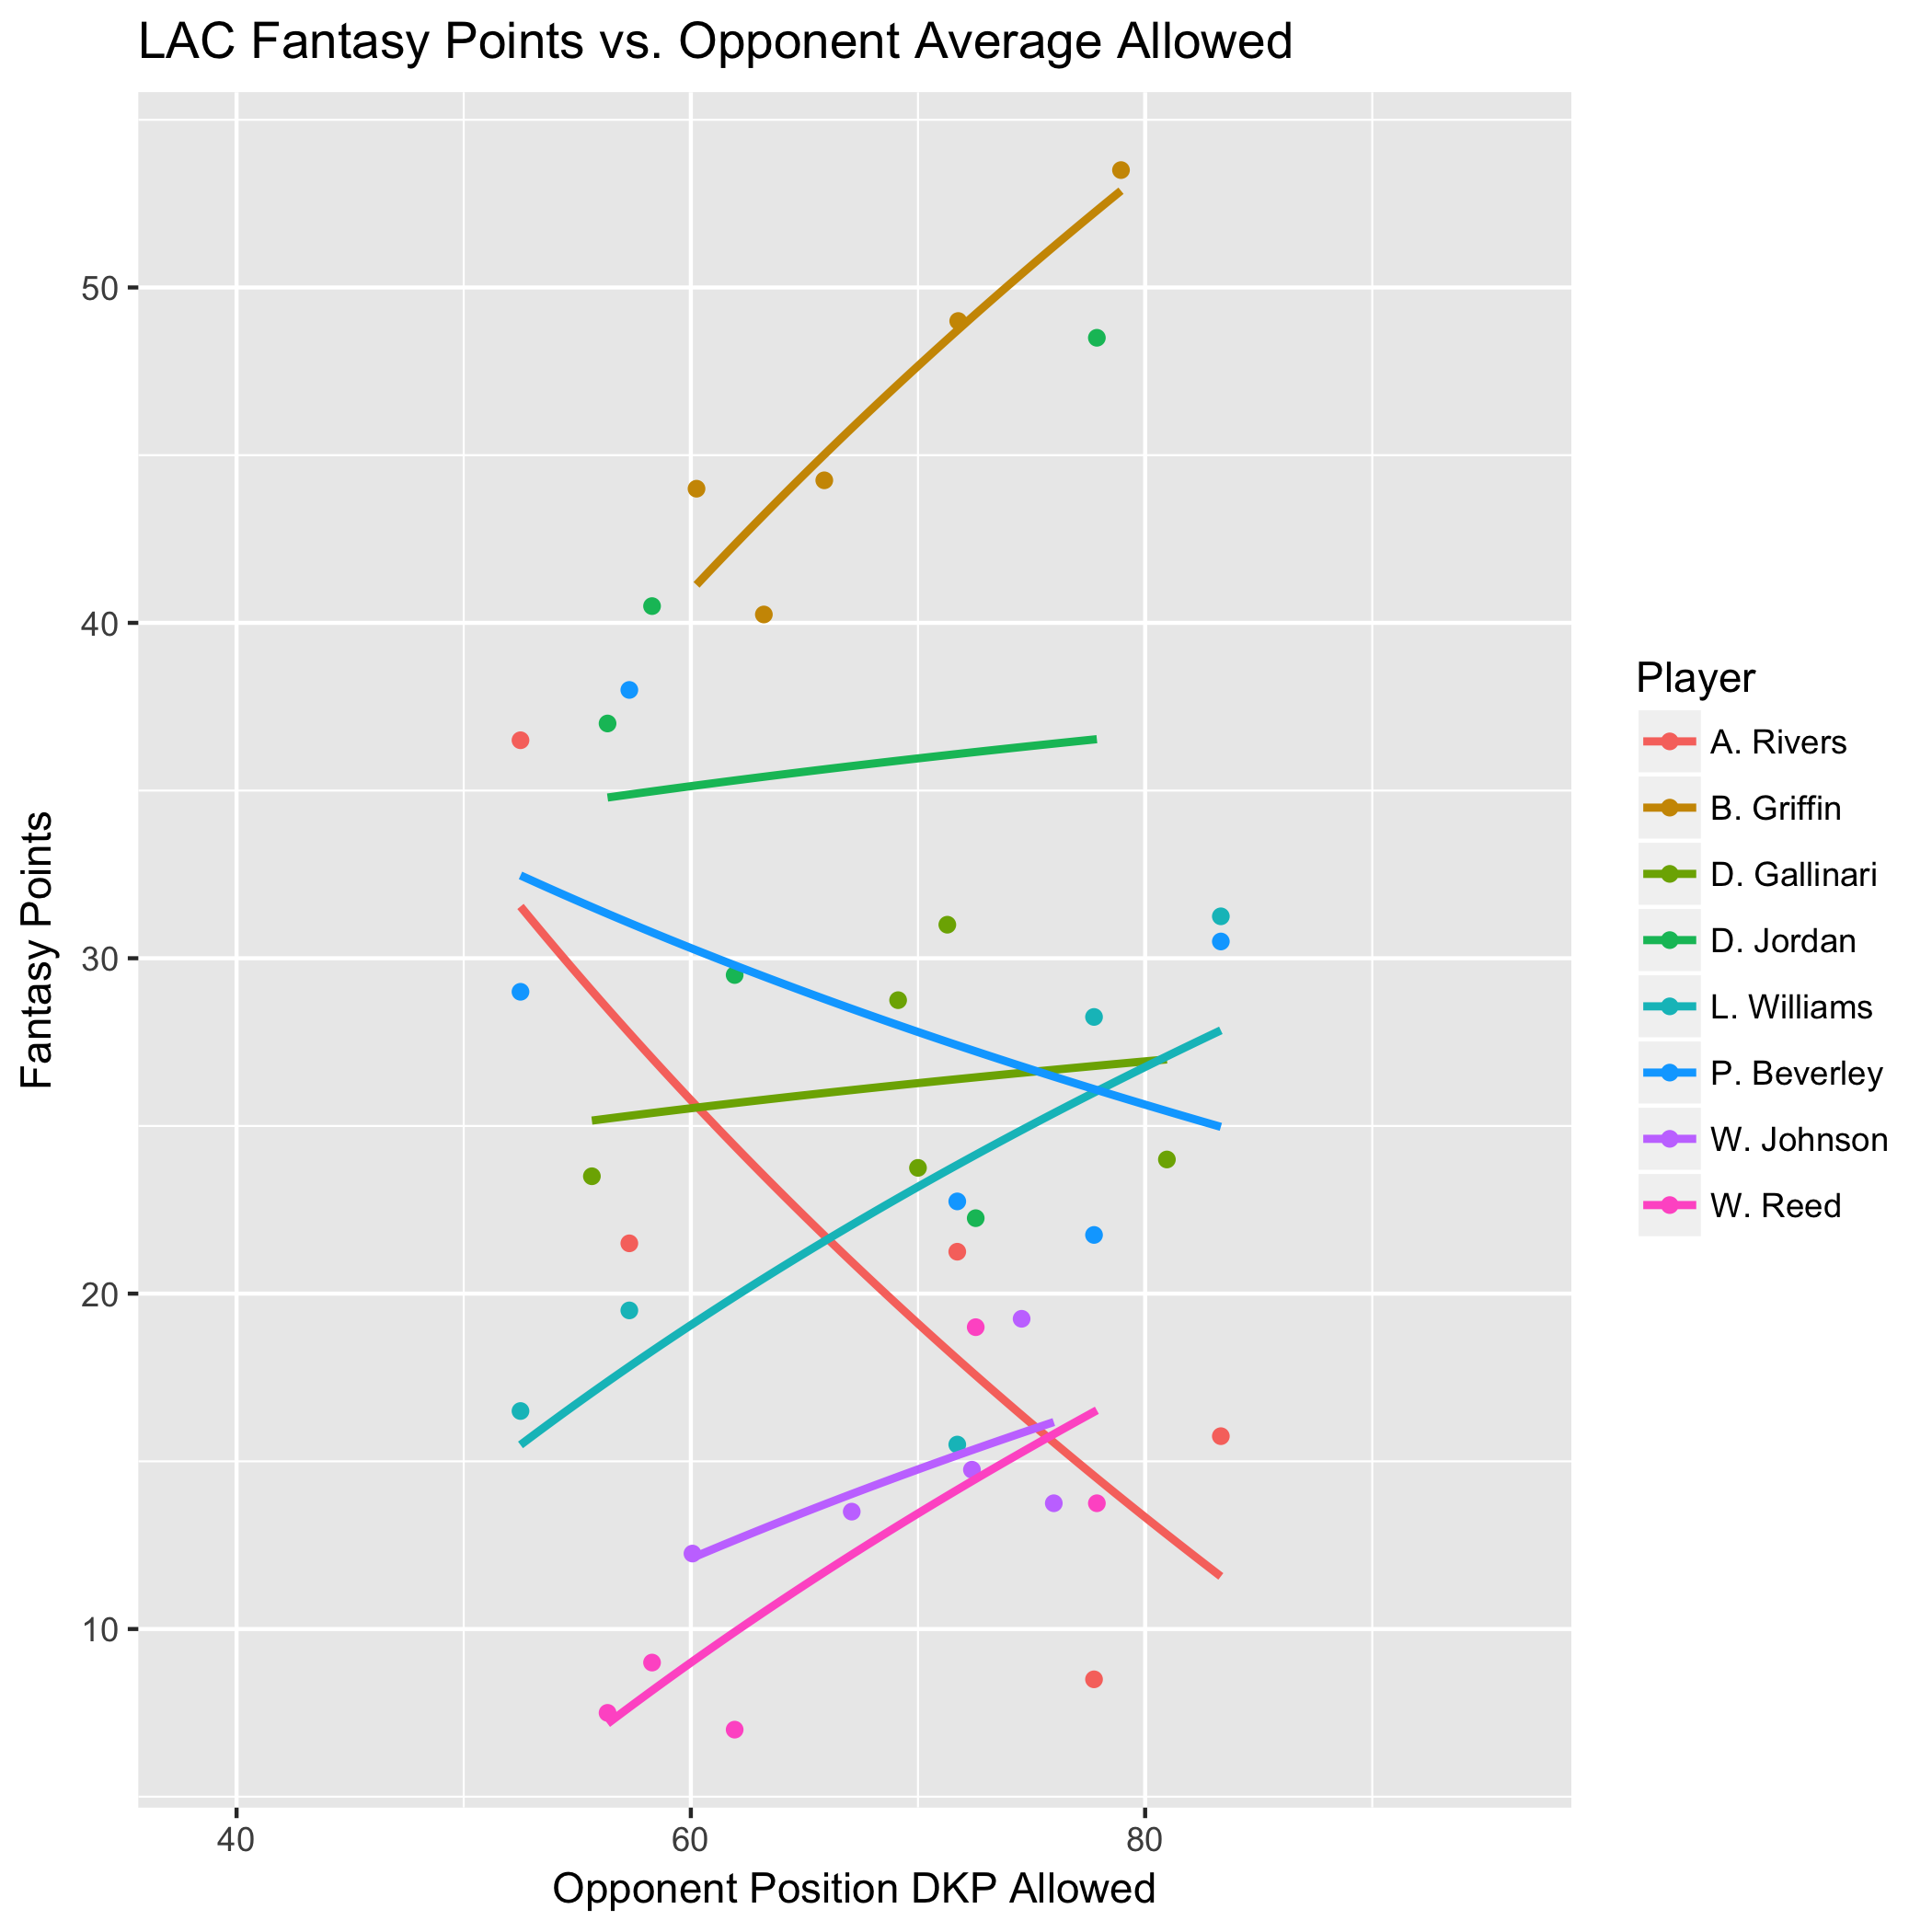 LAC Fantasy Points vs. Opponent Average Allowed
50
40
30
20
10
Fantasy Points
40 60 80
Opponent Position DKP Allowed
Player
A. Rivers
B. Griffin
D. Gallinari
D. Jordan
L. Williams
P. Beverley
W. Johnson
W. Reed